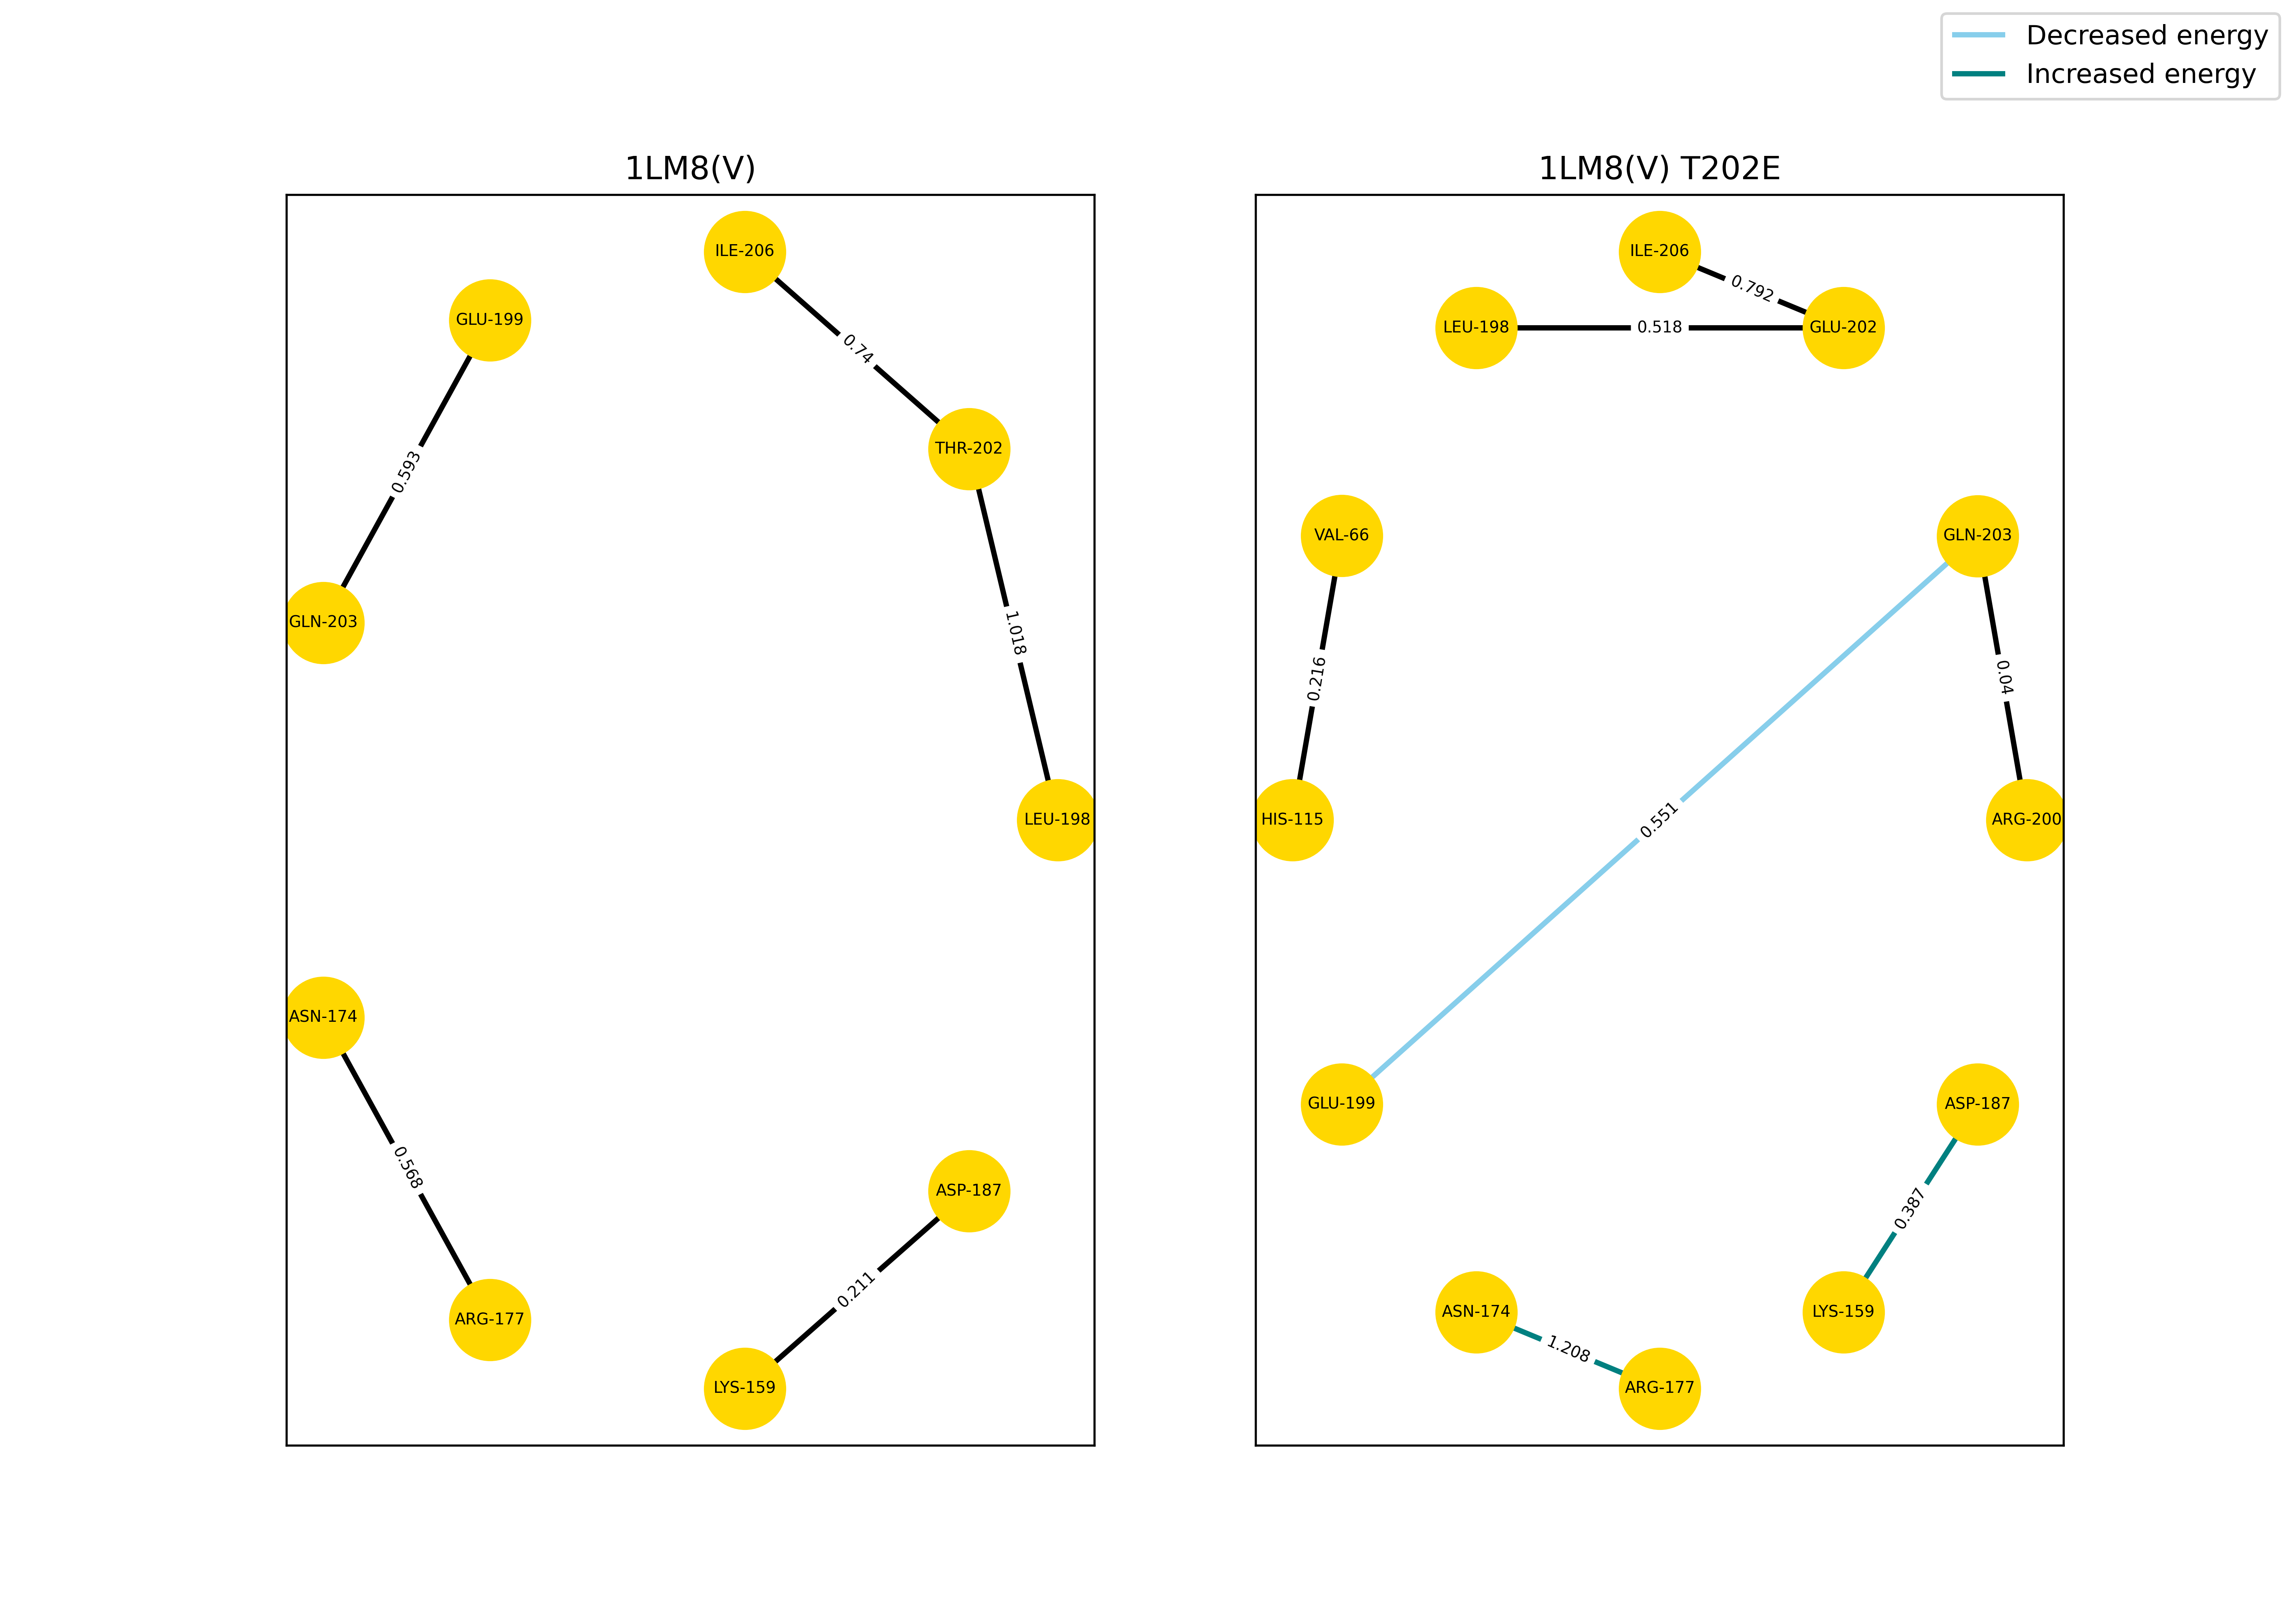 Decreased energy
Increased energy
1LM8(V)
ILE-206
GLU-199
0.74
THR-202
0.593
GLN-203
1.018
LEU-198
ASN-174
0.568
ASP-187
0.211
ARG-177
LYS-159
1LM8(V) T202E
ILE-206
0.792
LEU-198
0.518
GLU-202
VAL-66
GLN-203
0.216
0.04
HIS-115
0.551
ARG-200
GLU-199
ASP-187
0.387
ASN-174
LYS-159
1.208
ARG-177